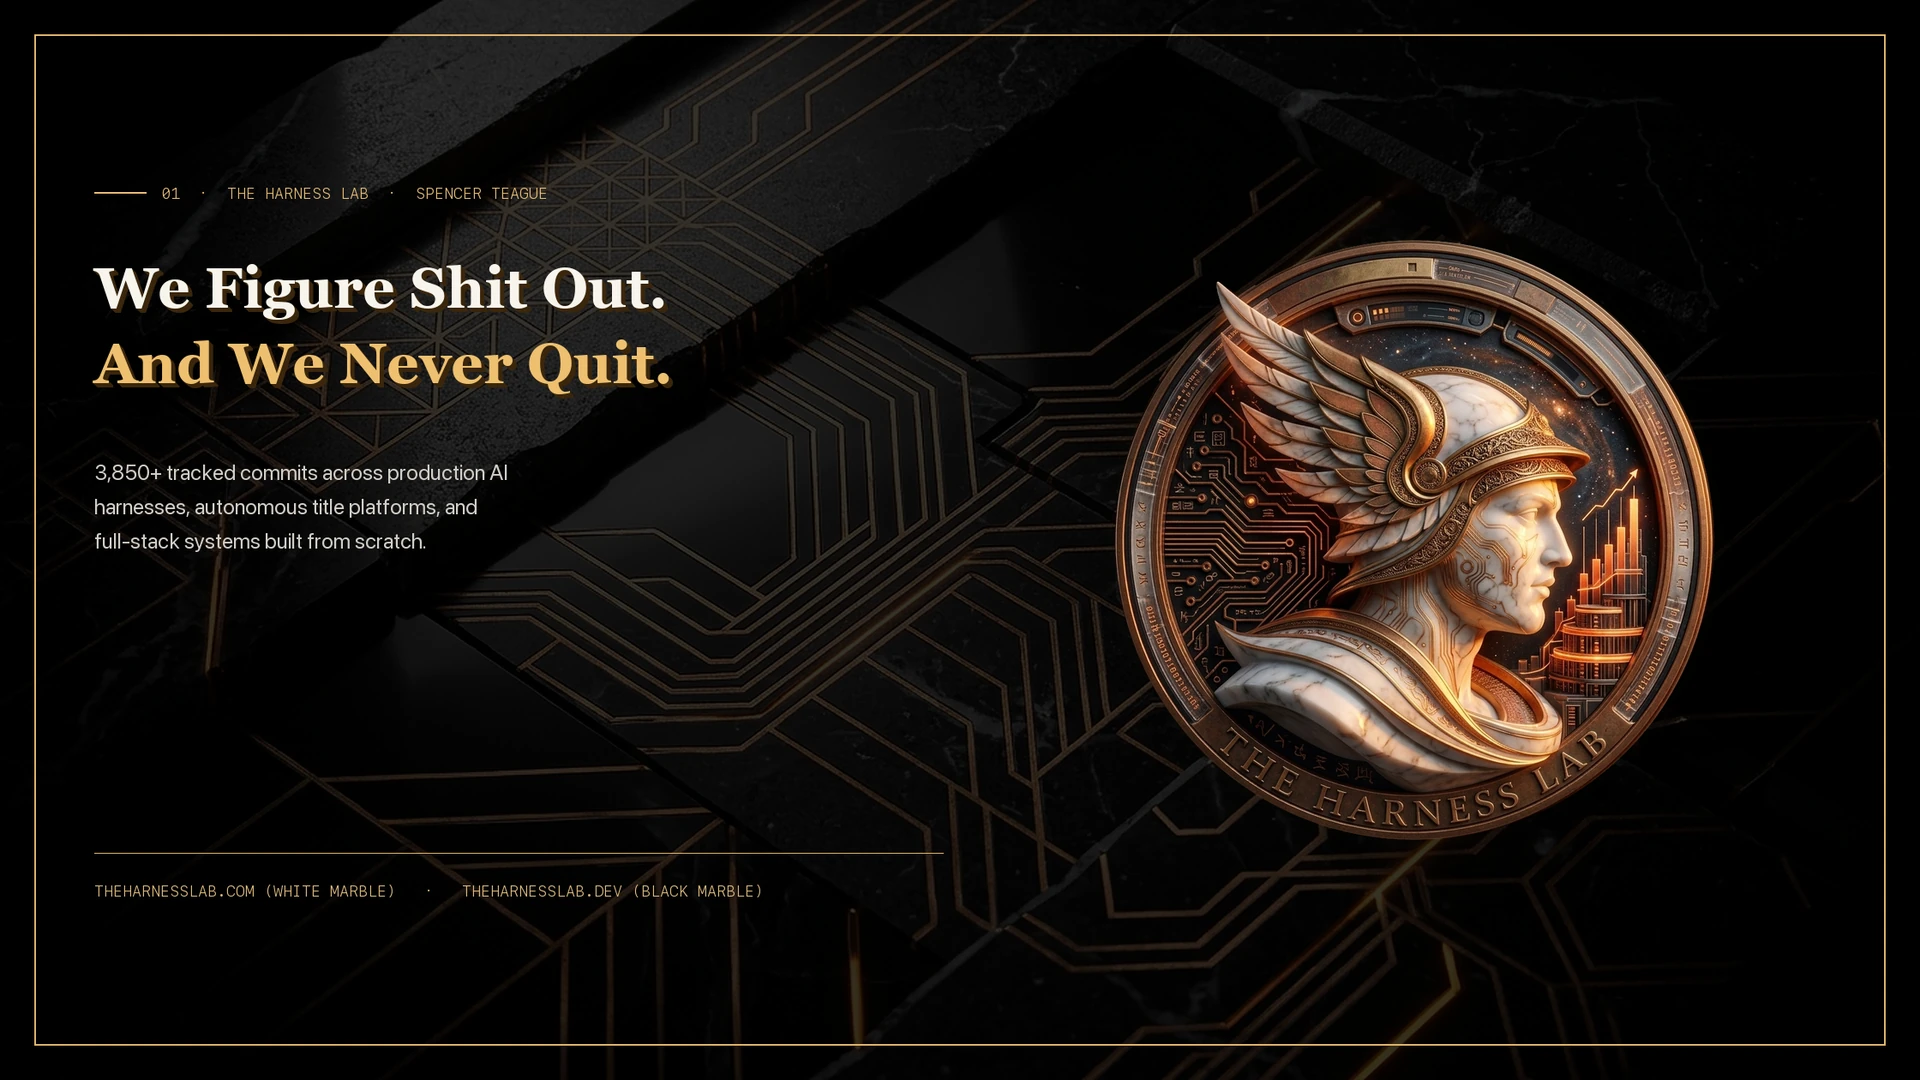 01 · THE HARNESS LAB · SPENCER TEAGUE
We Figure Shit Out.
And We Never Quit.
3,850+ tracked commits across production AI
harnesses, autonomous title platforms, and
full-stack systems built from scratch.
THE HARNESS LAB
THEHARNESSLAB.COM (WHITE MARBLE) · THEHARNESSLAB.DEV (BLACK MARBLE)